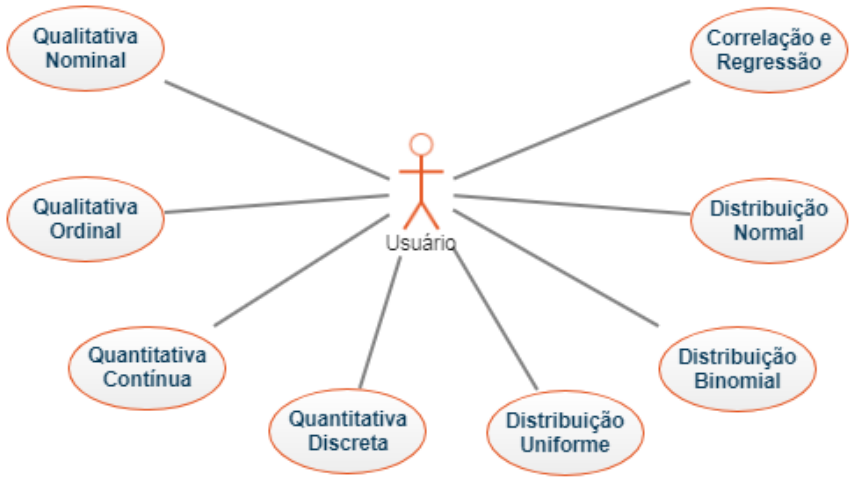 Qualitativa
Nominal
Correlação e
Regressão
Qualitativa
Ordinal
Distribuição
Normal
Usuário
Quantitativa
Contínua
Distribuição
Binomial
Quantitativa
Discreta
Distribuição
Uniforme